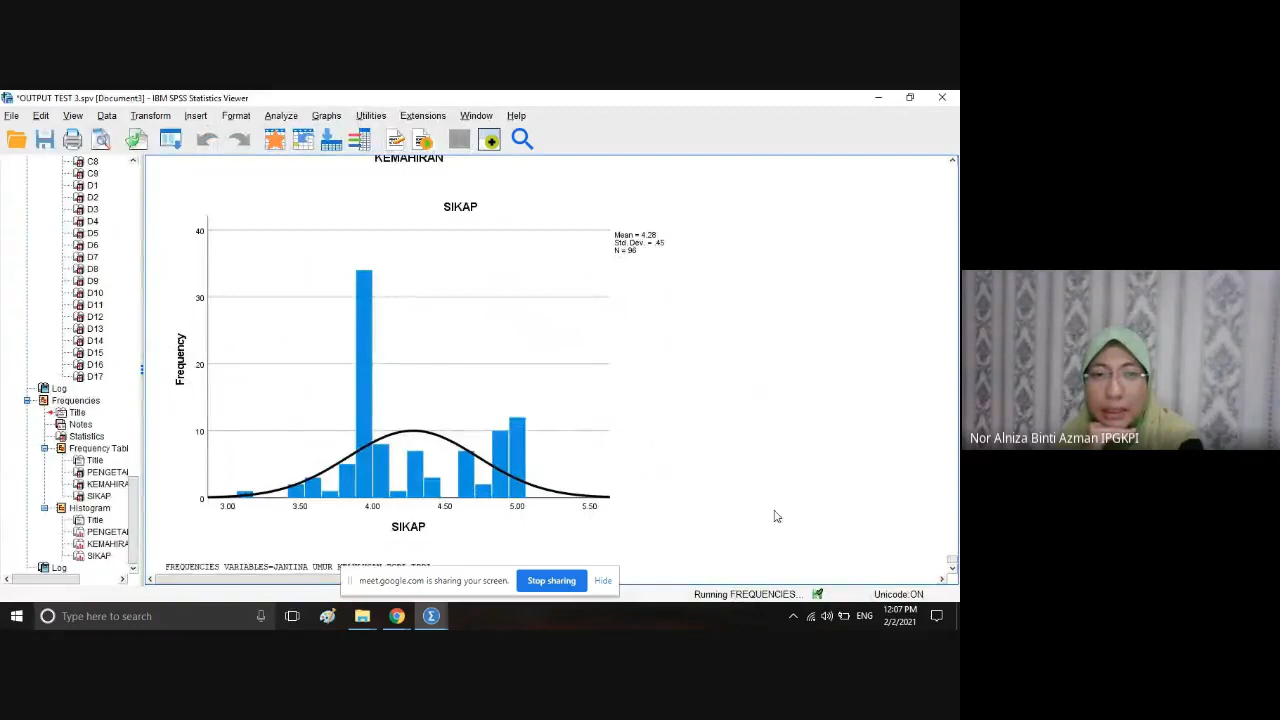 *OUTPUT TEST 3.spv [Document3] - IBM SPSS Statistics Viewer
File Edit View Data Transform Insert Format Analyze Graphs Utilities Extensions Window Help
C8
C9
D1
D2
D3
D4
D5
D6
D7
D8
D9
D10
D11
D12
D13
D14
D15
D16
D17
Log
Frequencies
Title
Notes
Statistics
Frequency Tabl
Title
PENGETA
KEMAHIRA
SIKAP
Histogram
Title
PENGETA
KEMAHIRA
SIKAP
Log
KEMAHIRAN
SIKAP
Mean = 4.28
Std. Dev. = .45
N = 96
Frequency
40
30
20
10
0
3.00 3.50 4.00 4.50 5.00 5.50
SIKAP
FREQUENCIES VARIABLES=JANTINA UMUR
meet.google.com is sharing your screen. Stop sharing Hide
Running FREQUENCIES... Unicode:ON
Type here to search
ENG
12:07 PM
2/2/2021
Nor Alniza Binti Azman IPGKPI